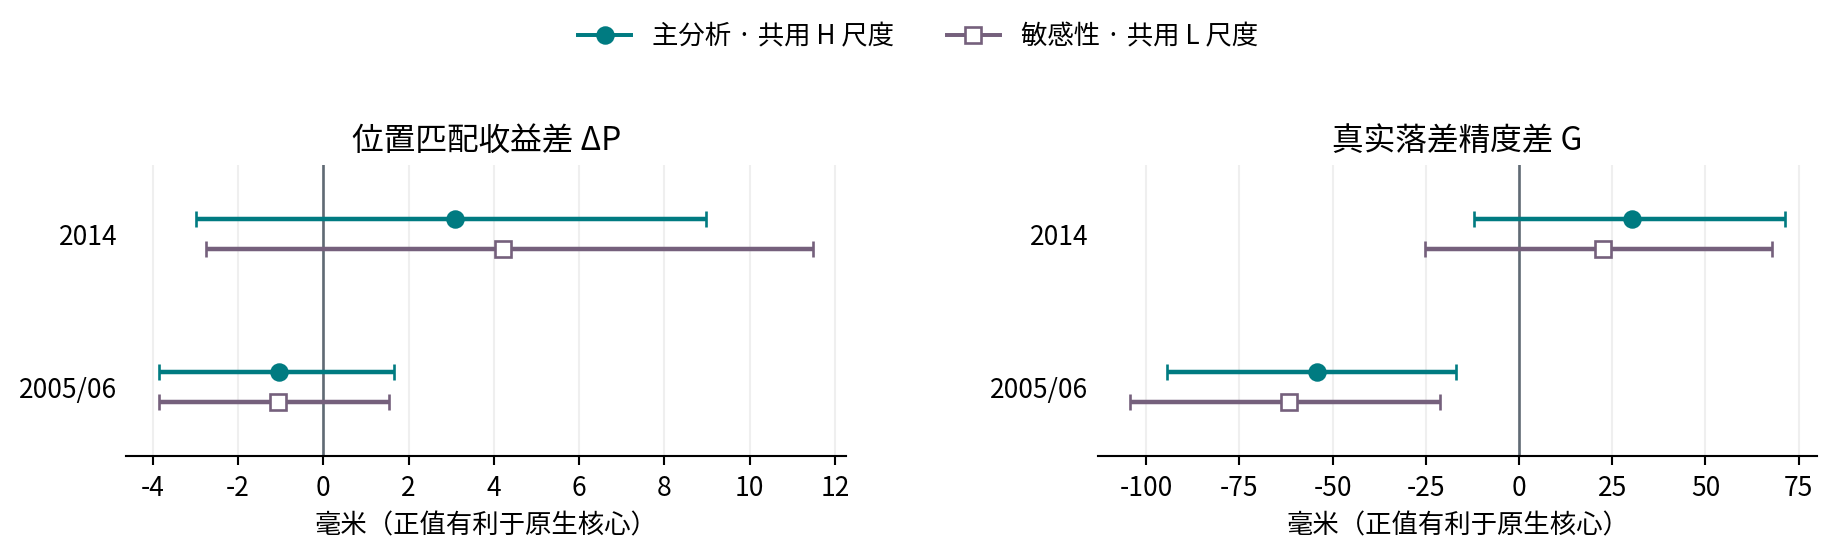 主分析 · 共用 H 尺度
敏感性 · 共用 L 尺度
位置匹配收益差 ΔP
2014
2005/06
-4 -2 0 2 4 6 8 10 12
毫米（正值有利于原生核心）
真实落差精度差 G
2014
2005/06
-100 -75 -50 -25 0 25 50 75
毫米（正值有利于原生核心）